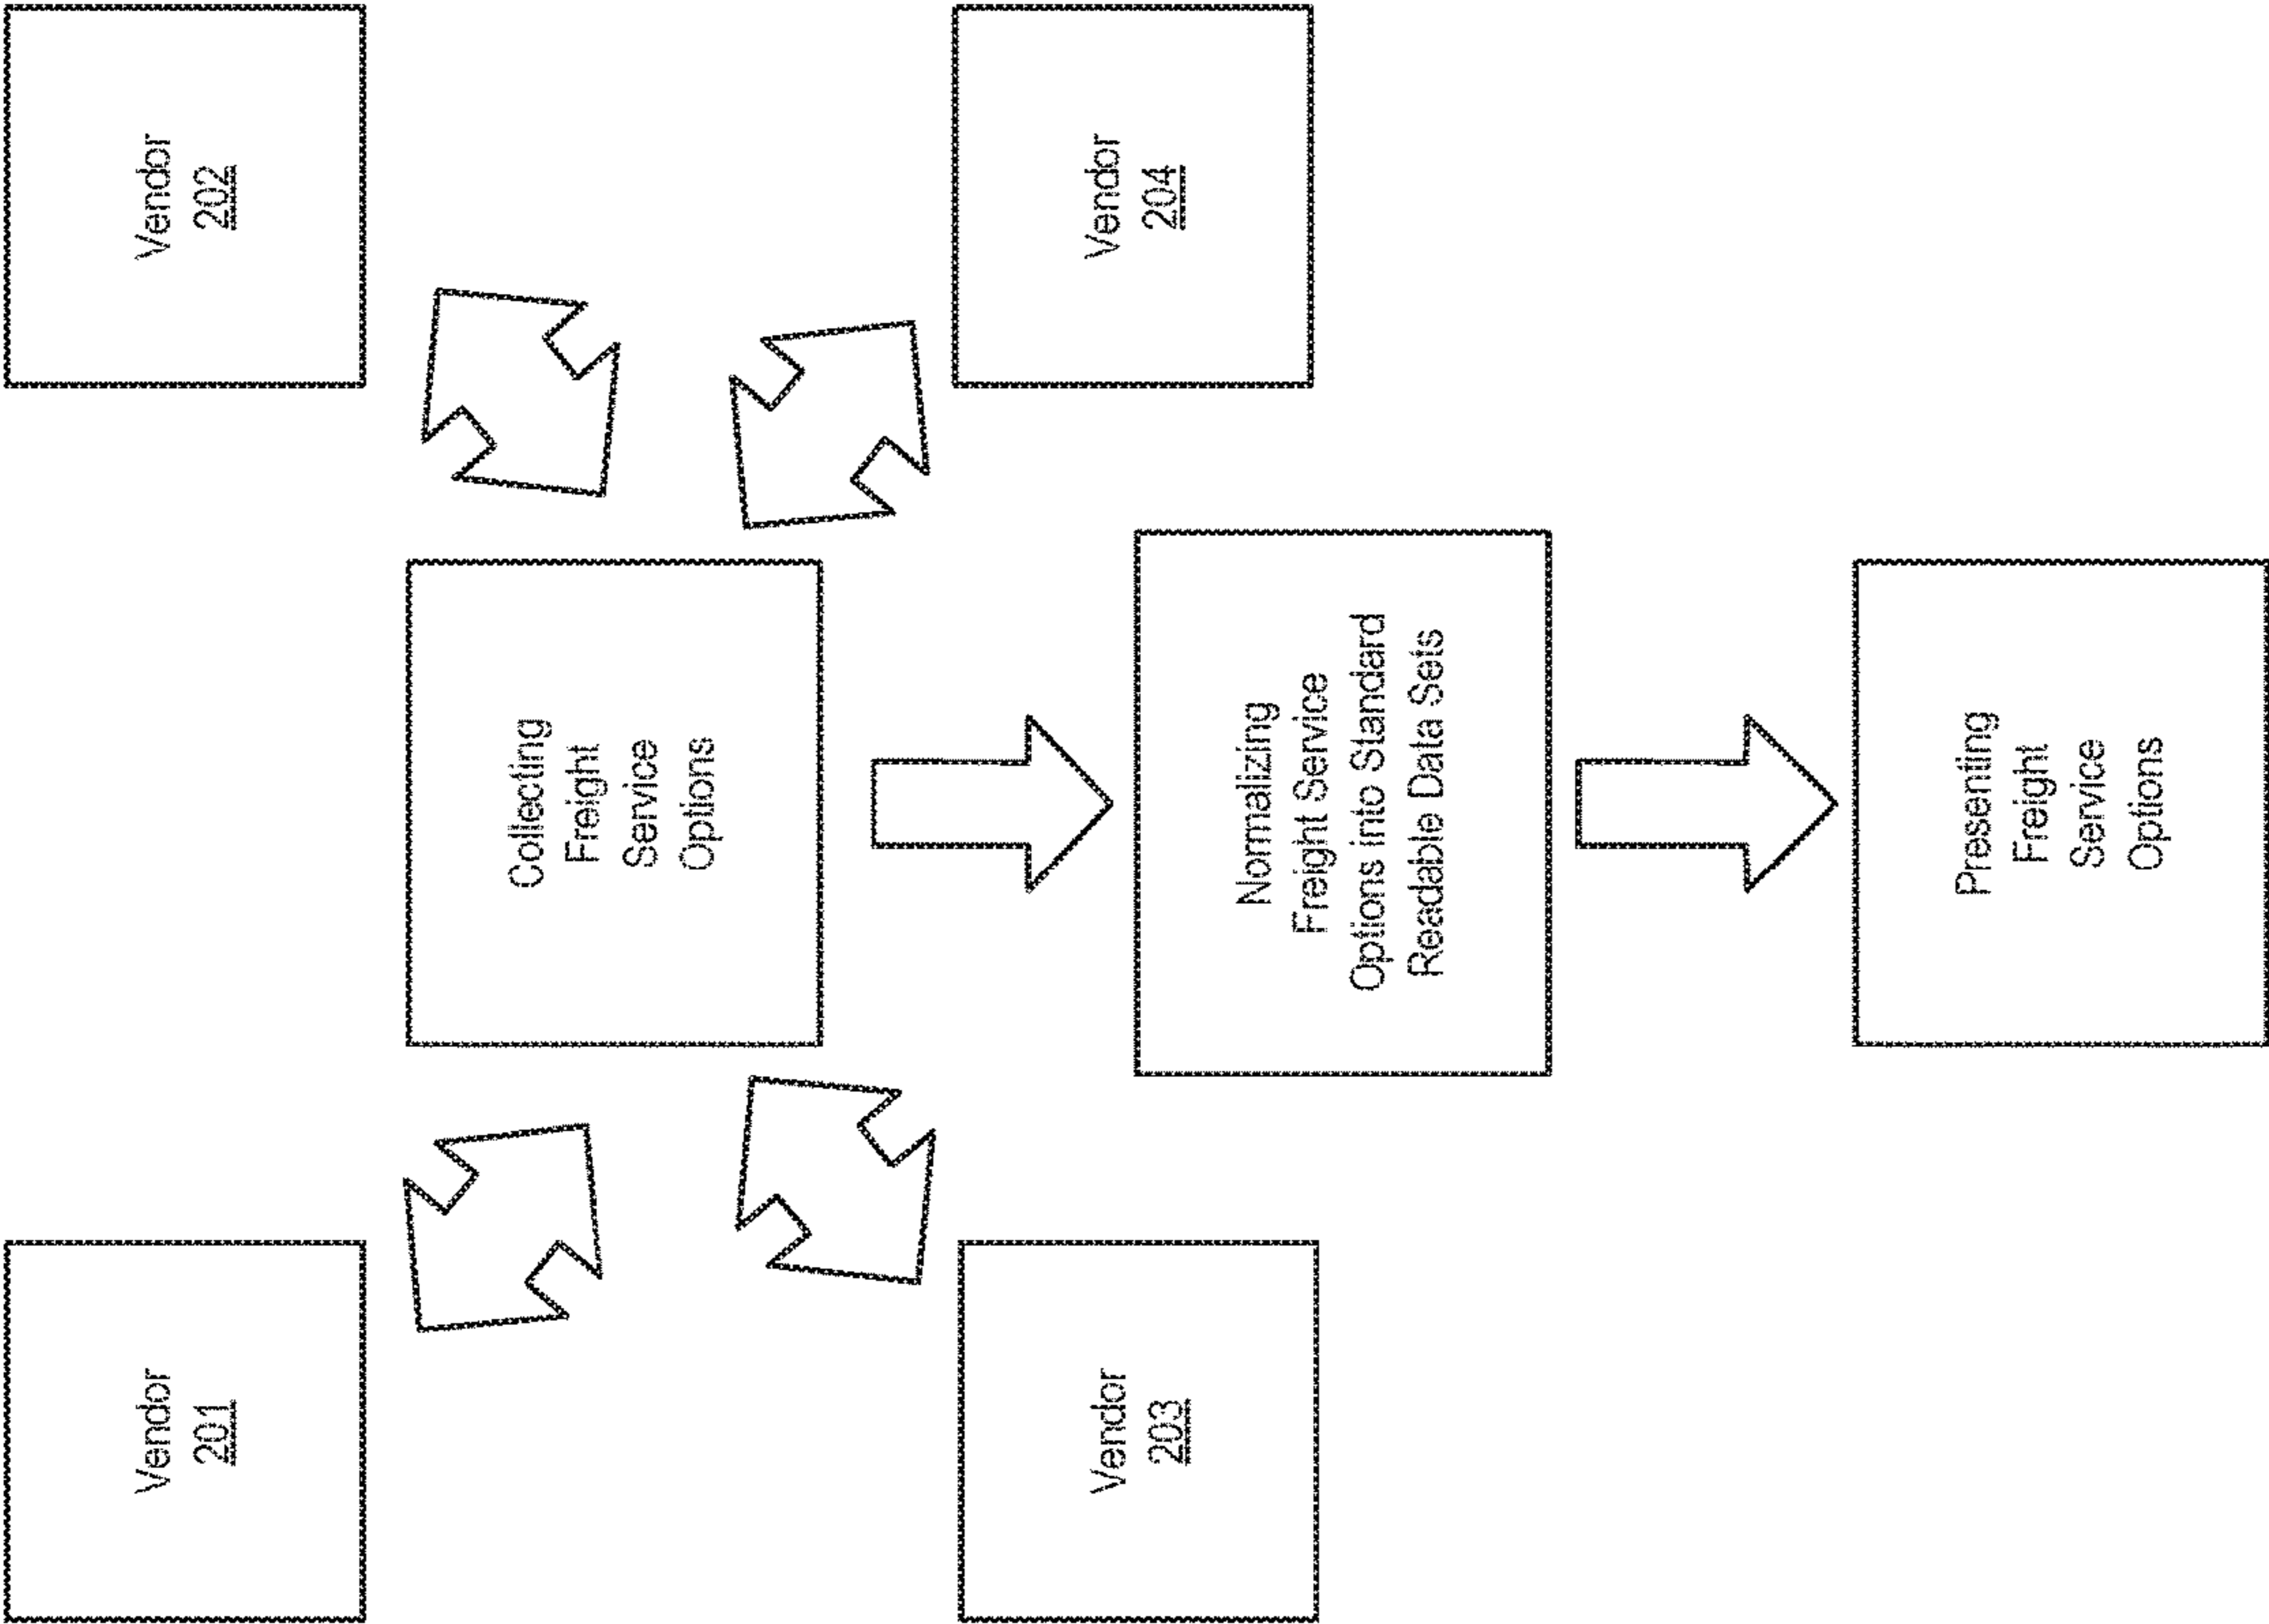 Vendor
201
Vendor
202
Collecting
Freight
Service
Options
Vendor
203
Vendor
204
Normalizing
Freight Service
Options into Standard
Readable Data Sets
Presenting
Freight
Service
Options